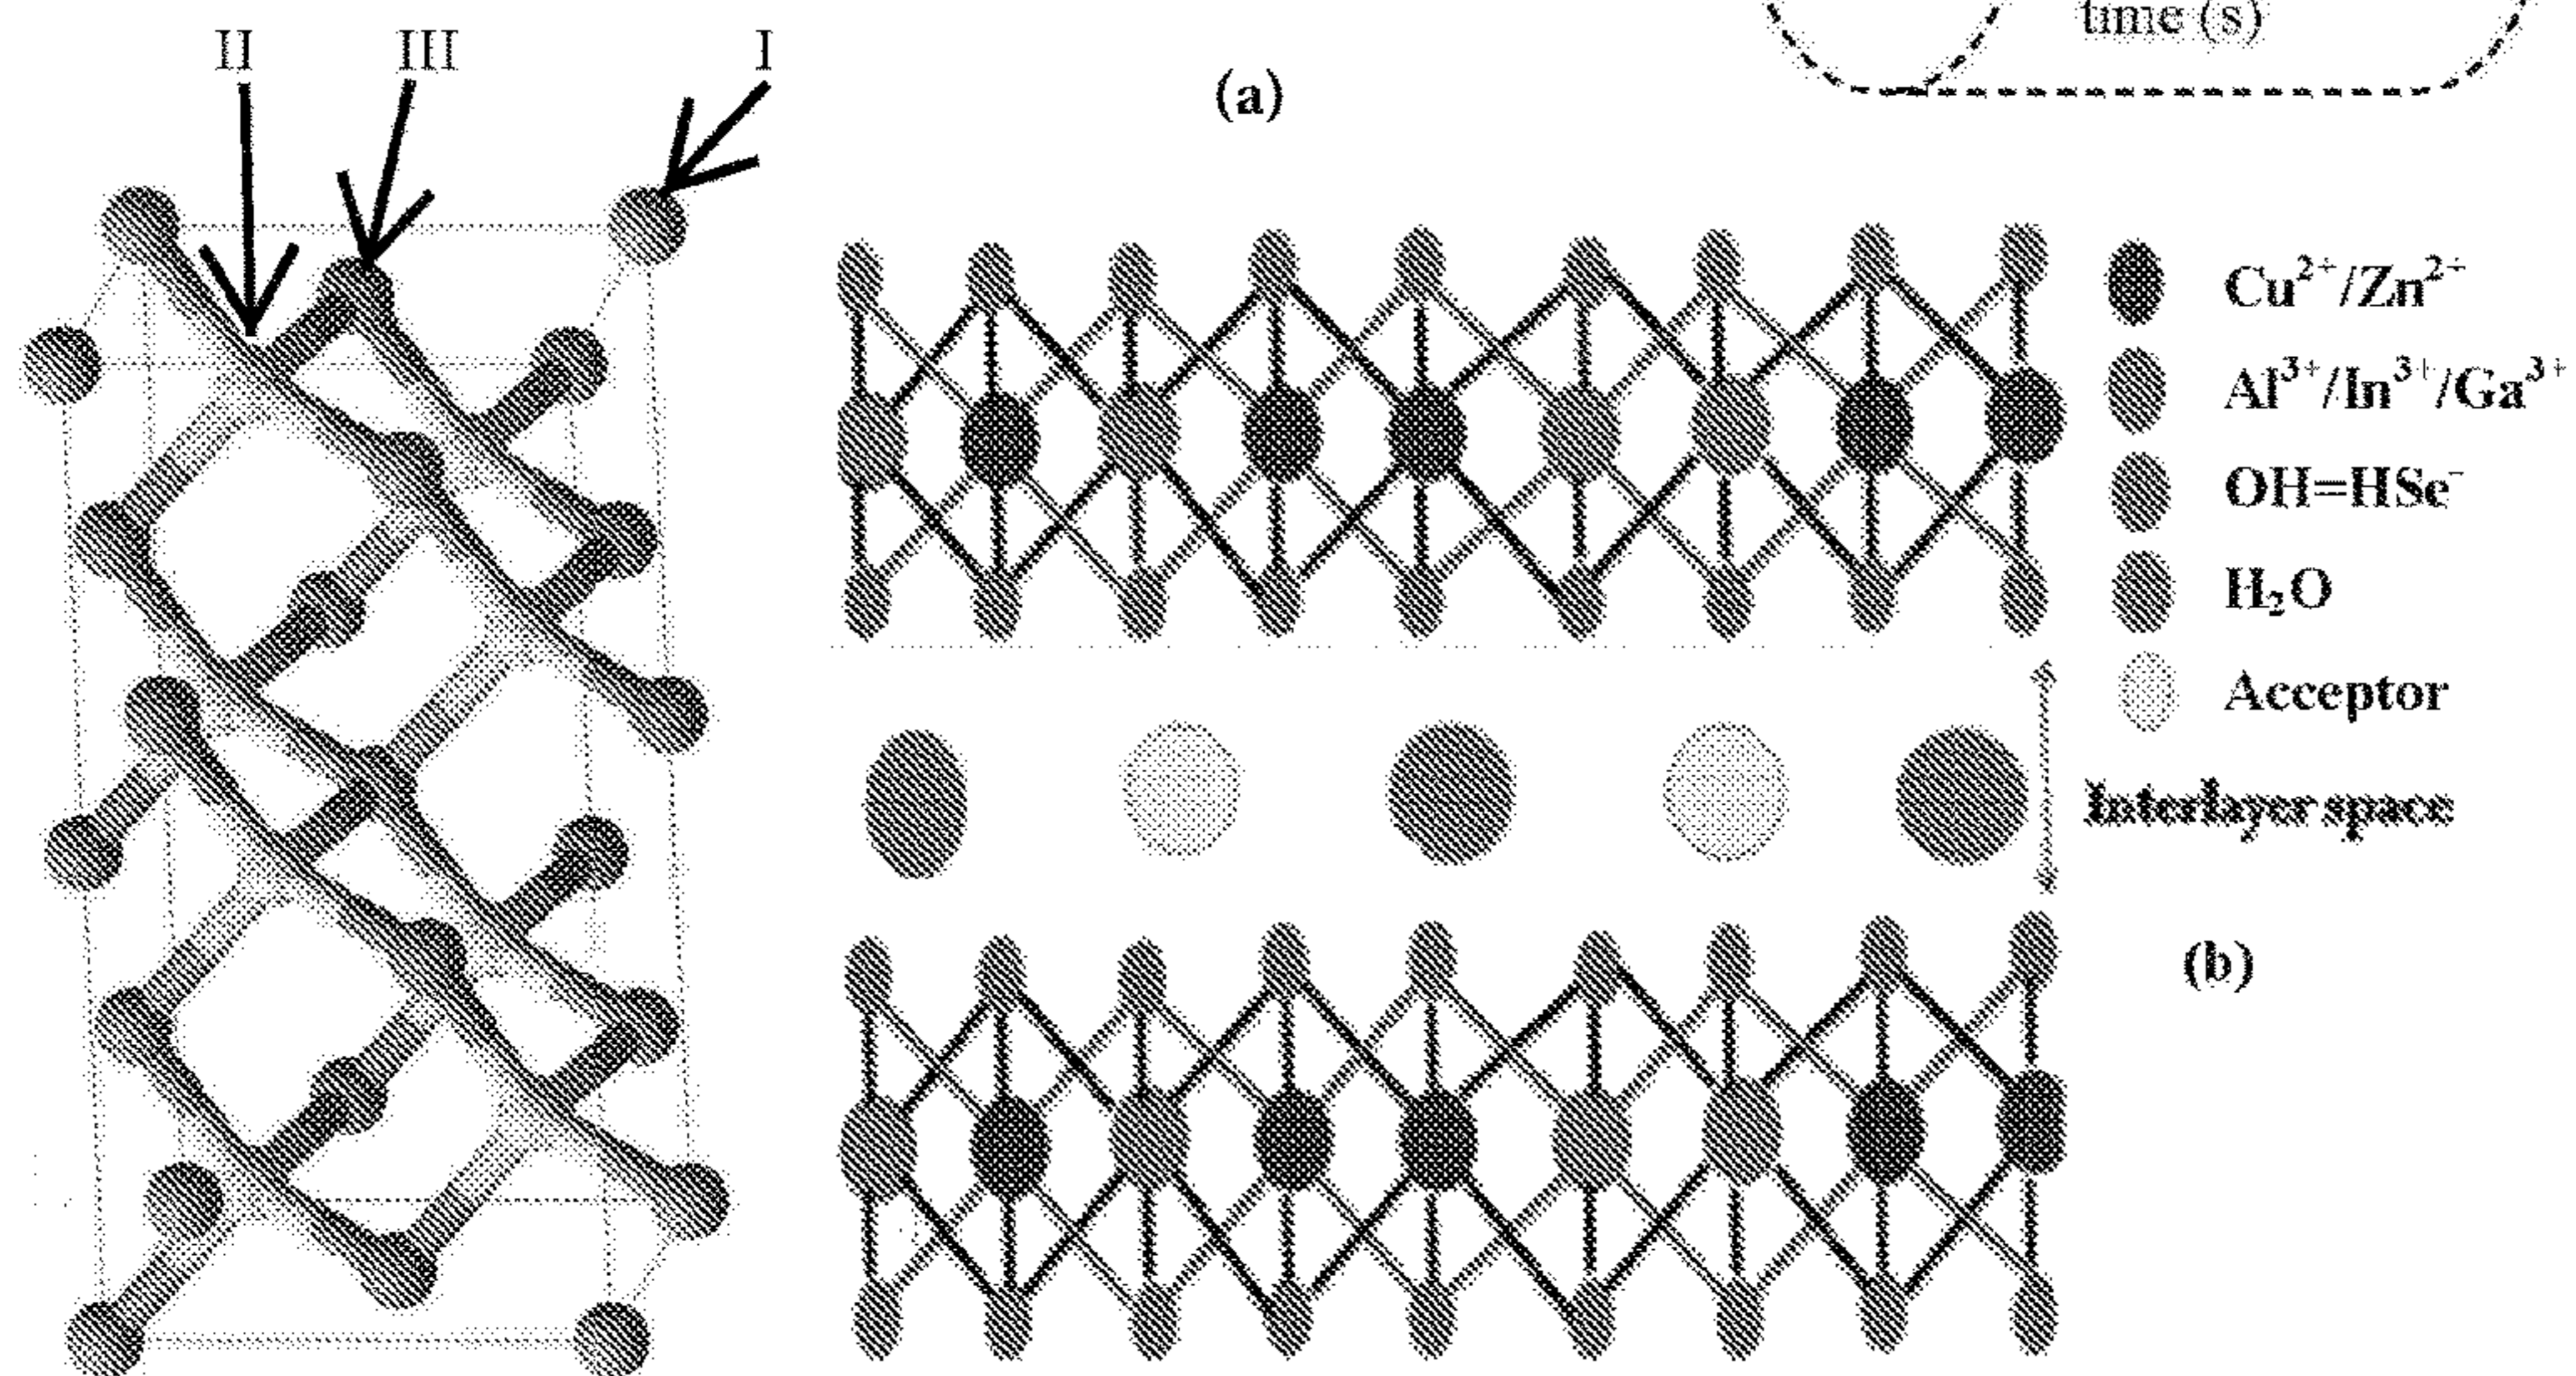 time (s)
II III I
(a)
Cu²⁺/Zn²⁺
Al³⁺/In³⁺/Ga³⁺
OH=HSe⁻
H₂O
Acceptor
Interlayer space
(b)